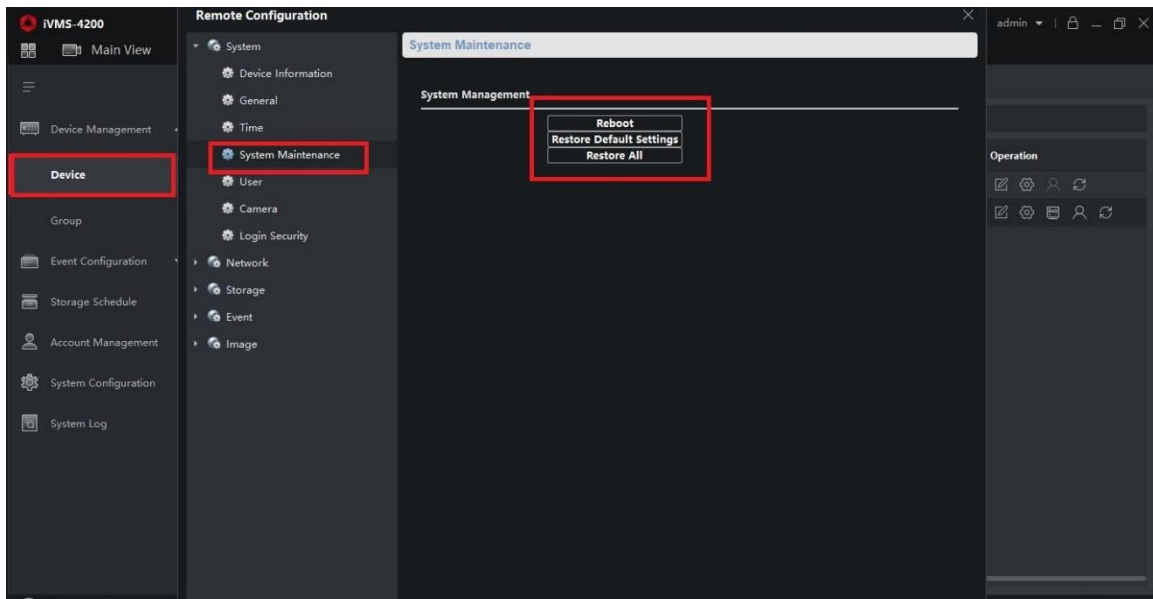 iVMS-4200
Main View
Device Management
Device
Group
Event Configuration
Storage Schedule
Account Management
System Configuration
System Log
Remote Configuration
System
Device Information
General
Time
System Maintenance
User
Camera
Login Security
Network
Storage
Event
Image
System Maintenance
System Management
Reboot
Restore Default Settings
Restore All
admin
Operation